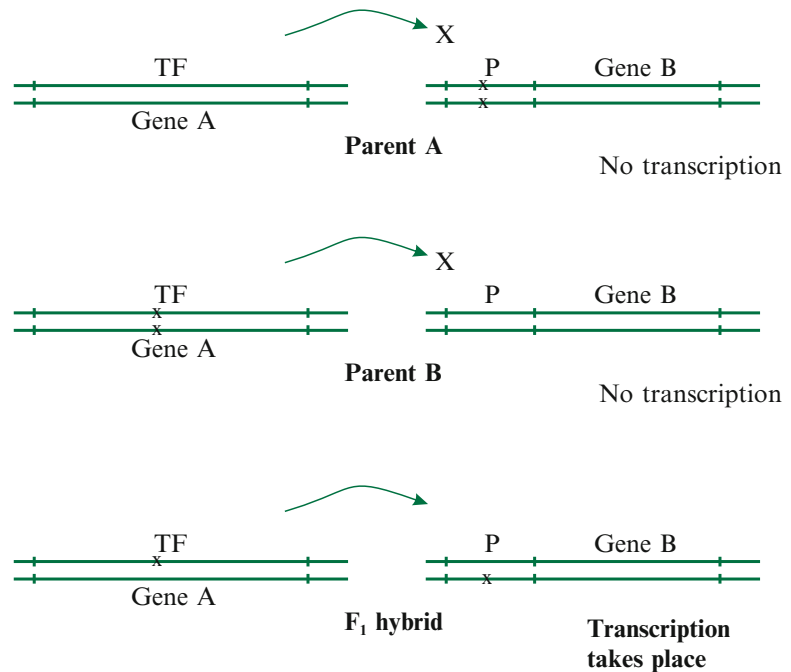 X
TF P Gene B
x
x
Gene A
Parent A
No transcription
X
TF P Gene B
x
x
Gene A
Parent B
No transcription
TF P Gene B
x
x
Gene A
F₁ hybrid
Transcription
takes place